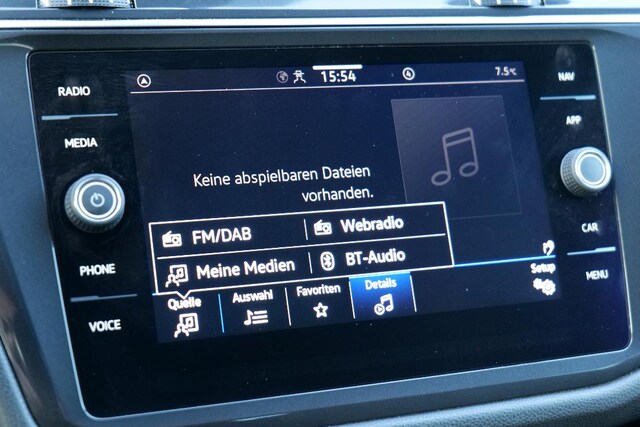 RADIO
MEDIA
PHONE
VOICE
15:54
4
7.5°C
Keine abspielbaren Dateien
vorhanden.
FM/DAB
Webradio
Meine Medien
BT-Audio
Quelle
Auswahl
Favoriten
Details
Setup
NAV
APP
CAR
MENU